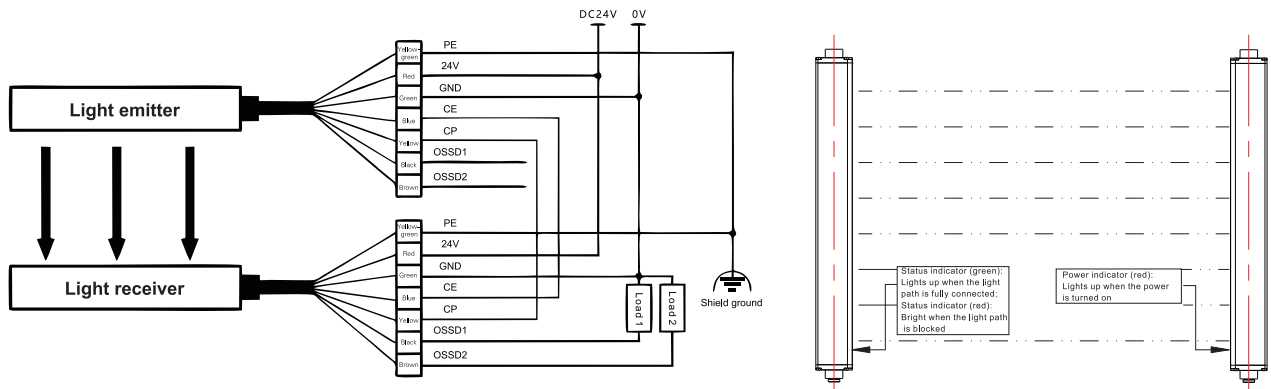 DC24V 0V
Light emitter
Yellow-
green
PE
Red
24V
Green
GND
Blue
CE
Yellow
CP
Black
OSSD1
Brown
OSSD2
Light receiver
Yellow-
green
PE
Red
24V
Green
GND
Blue
CE
Yellow
CP
Black
OSSD1
Brown
OSSD2
Load 1
Load 2
Shield ground
Status indicator (green):
Lights up when the light
path is fully connected;
Status indicator (red):
Bright when the light path
is blocked
Power indicator (red):
Lights up when the power
is turned on